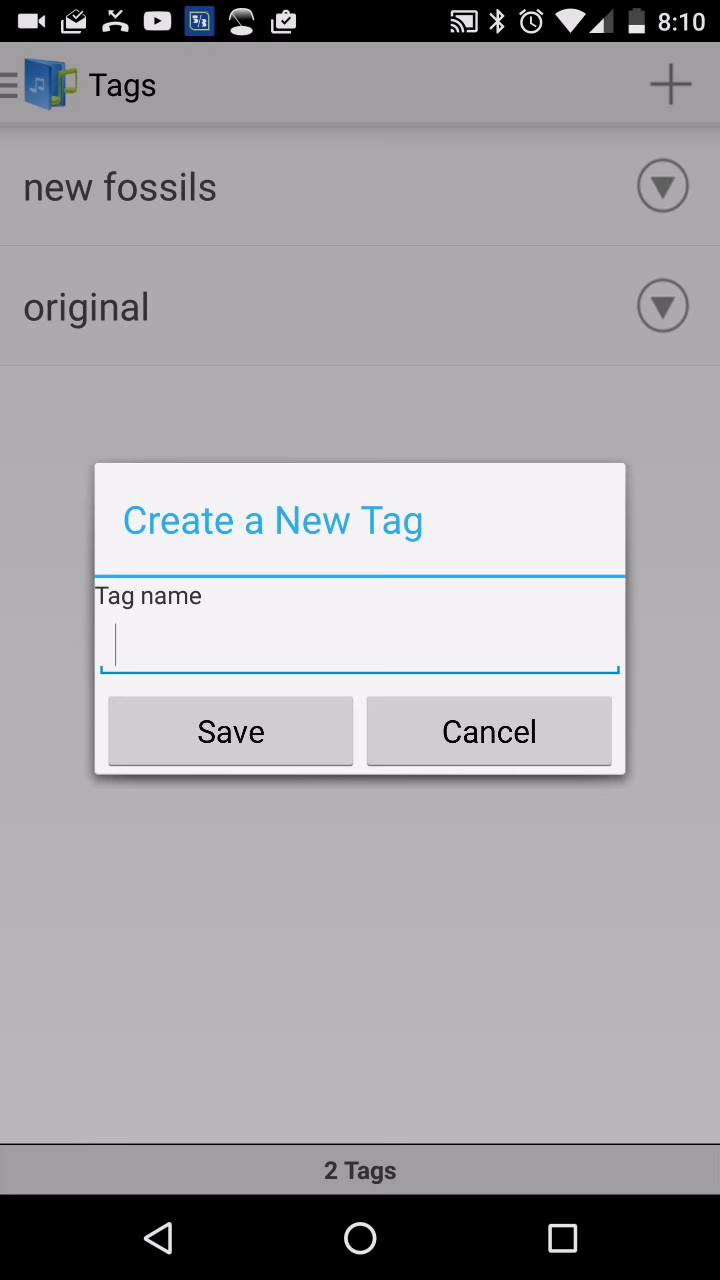 8:10
Tags
new fossils
original
Create a New Tag
Tag name
Save Cancel
2 Tags